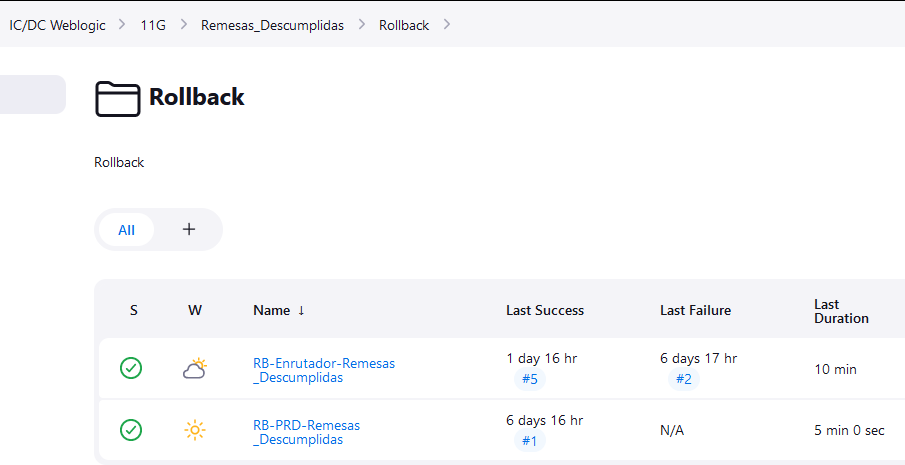 IC/DC Weblogic > 11G > Remesas_Descumplidas > Rollback >
Rollback
Rollback
All +
S W Name ↓ Last Success Last Failure Last
Duration
RB-Enrutador-Remesas
_Descumplidas
1 day 16 hr
#5
6 days 17 hr
#2
10 min
RB-PRD-Remesas
_Descumplidas
6 days 16 hr
#1
N/A
5 min 0 sec